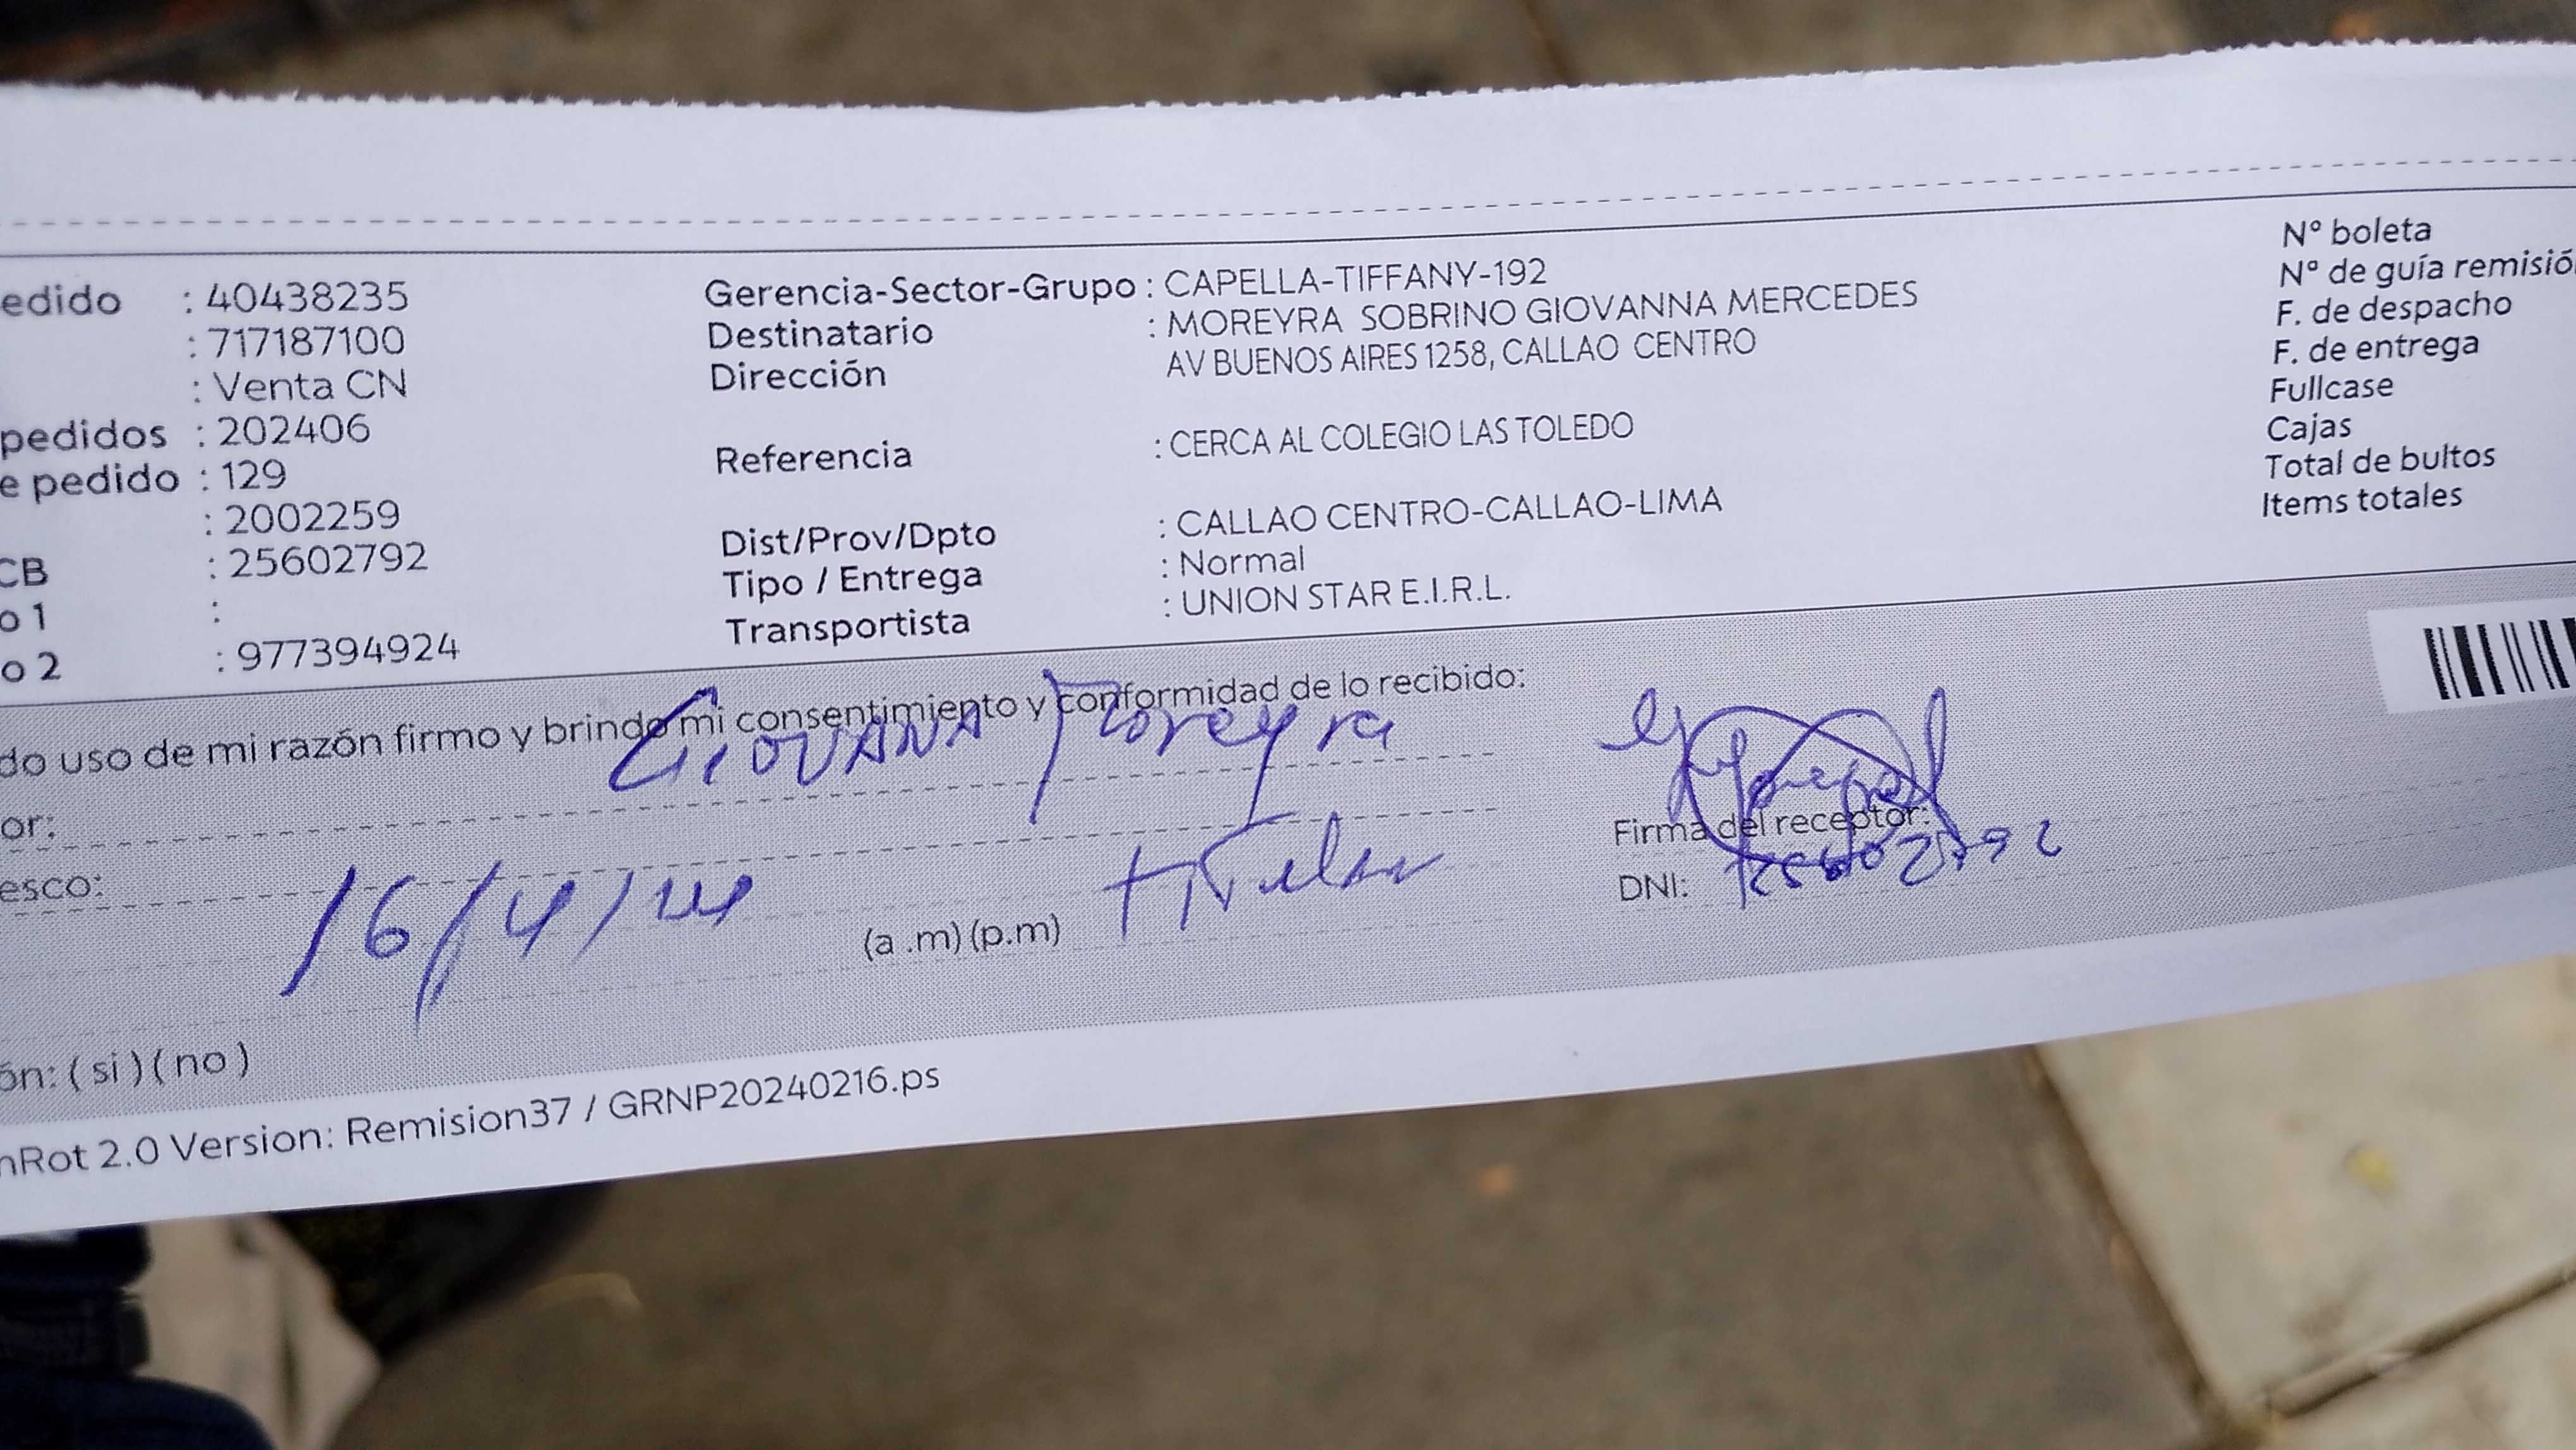 edido : 40438235
: 717187100
: Venta CN
pedidos : 202406
e pedido : 129
: 2002259
CB : 25602792
o 1 :
o 2 : 977394924
Gerencia-Sector-Grupo : CAPELLA-TIFFANY-192
Destinatario : MOREYRA SOBRINO GIOVANNA MERCEDES
Dirección AV BUENOS AIRES 1258, CALLAO CENTRO
Referencia : CERCA AL COLEGIO LAS TOLEDO
Dist/Prov/Dpto : CALLAO CENTRO-CALLAO-LIMA
Tipo / Entrega : Normal
Transportista : UNION STAR E.I.R.L.
N° boleta
N° de guía remisió
F. de despacho
F. de entrega
Fullcase
Cajas
Total de bultos
Items totales
do uso de mi razón firmo y brindo mi consentimiento y conformidad de lo recibido:
or: GIOVANA Moreyra
esco:
16/4/24 (a .m) (p.m)
Firma del receptor:
DNI: 25602792
ón: ( si ) ( no )
nRot 2.0 Version: Remision37 / GRNP20240216.ps